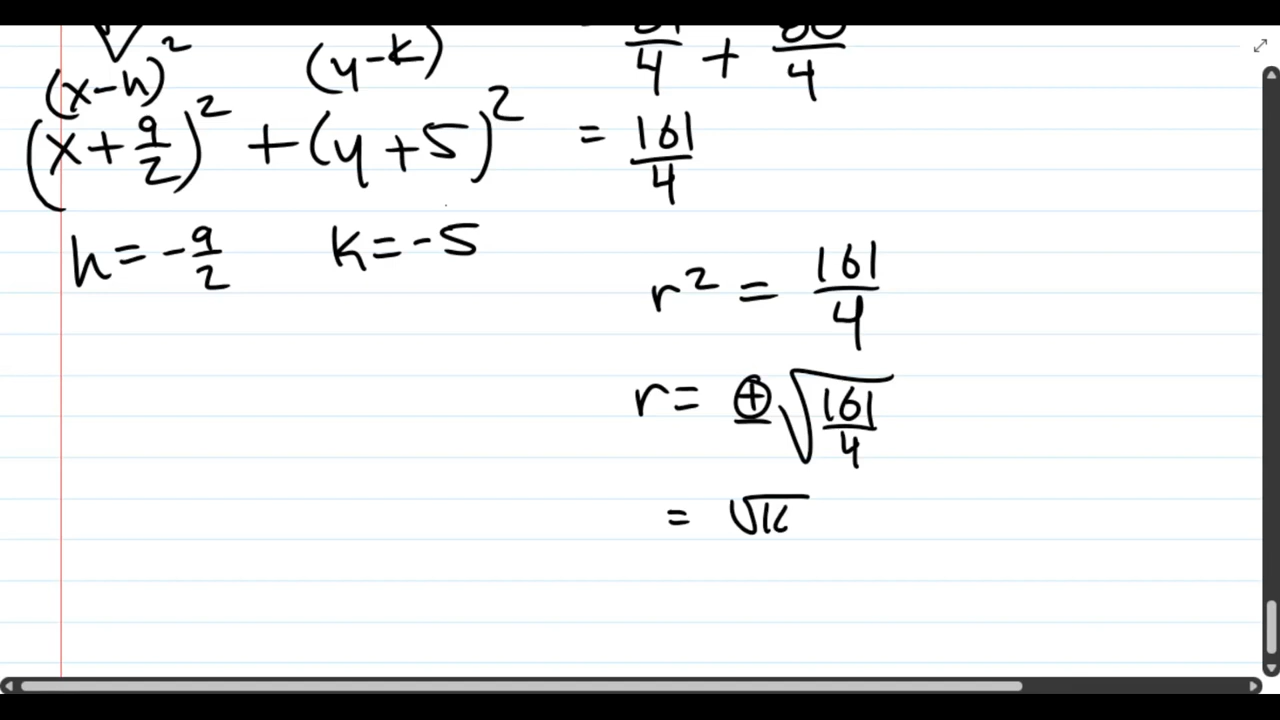 /4 + /4
(x-h)² (y-k)
(x+9/2)² + (y+5)² = 161/4
h=-9/2 k=-5
r² = 161/4
r= ±√(161/4)
= √16